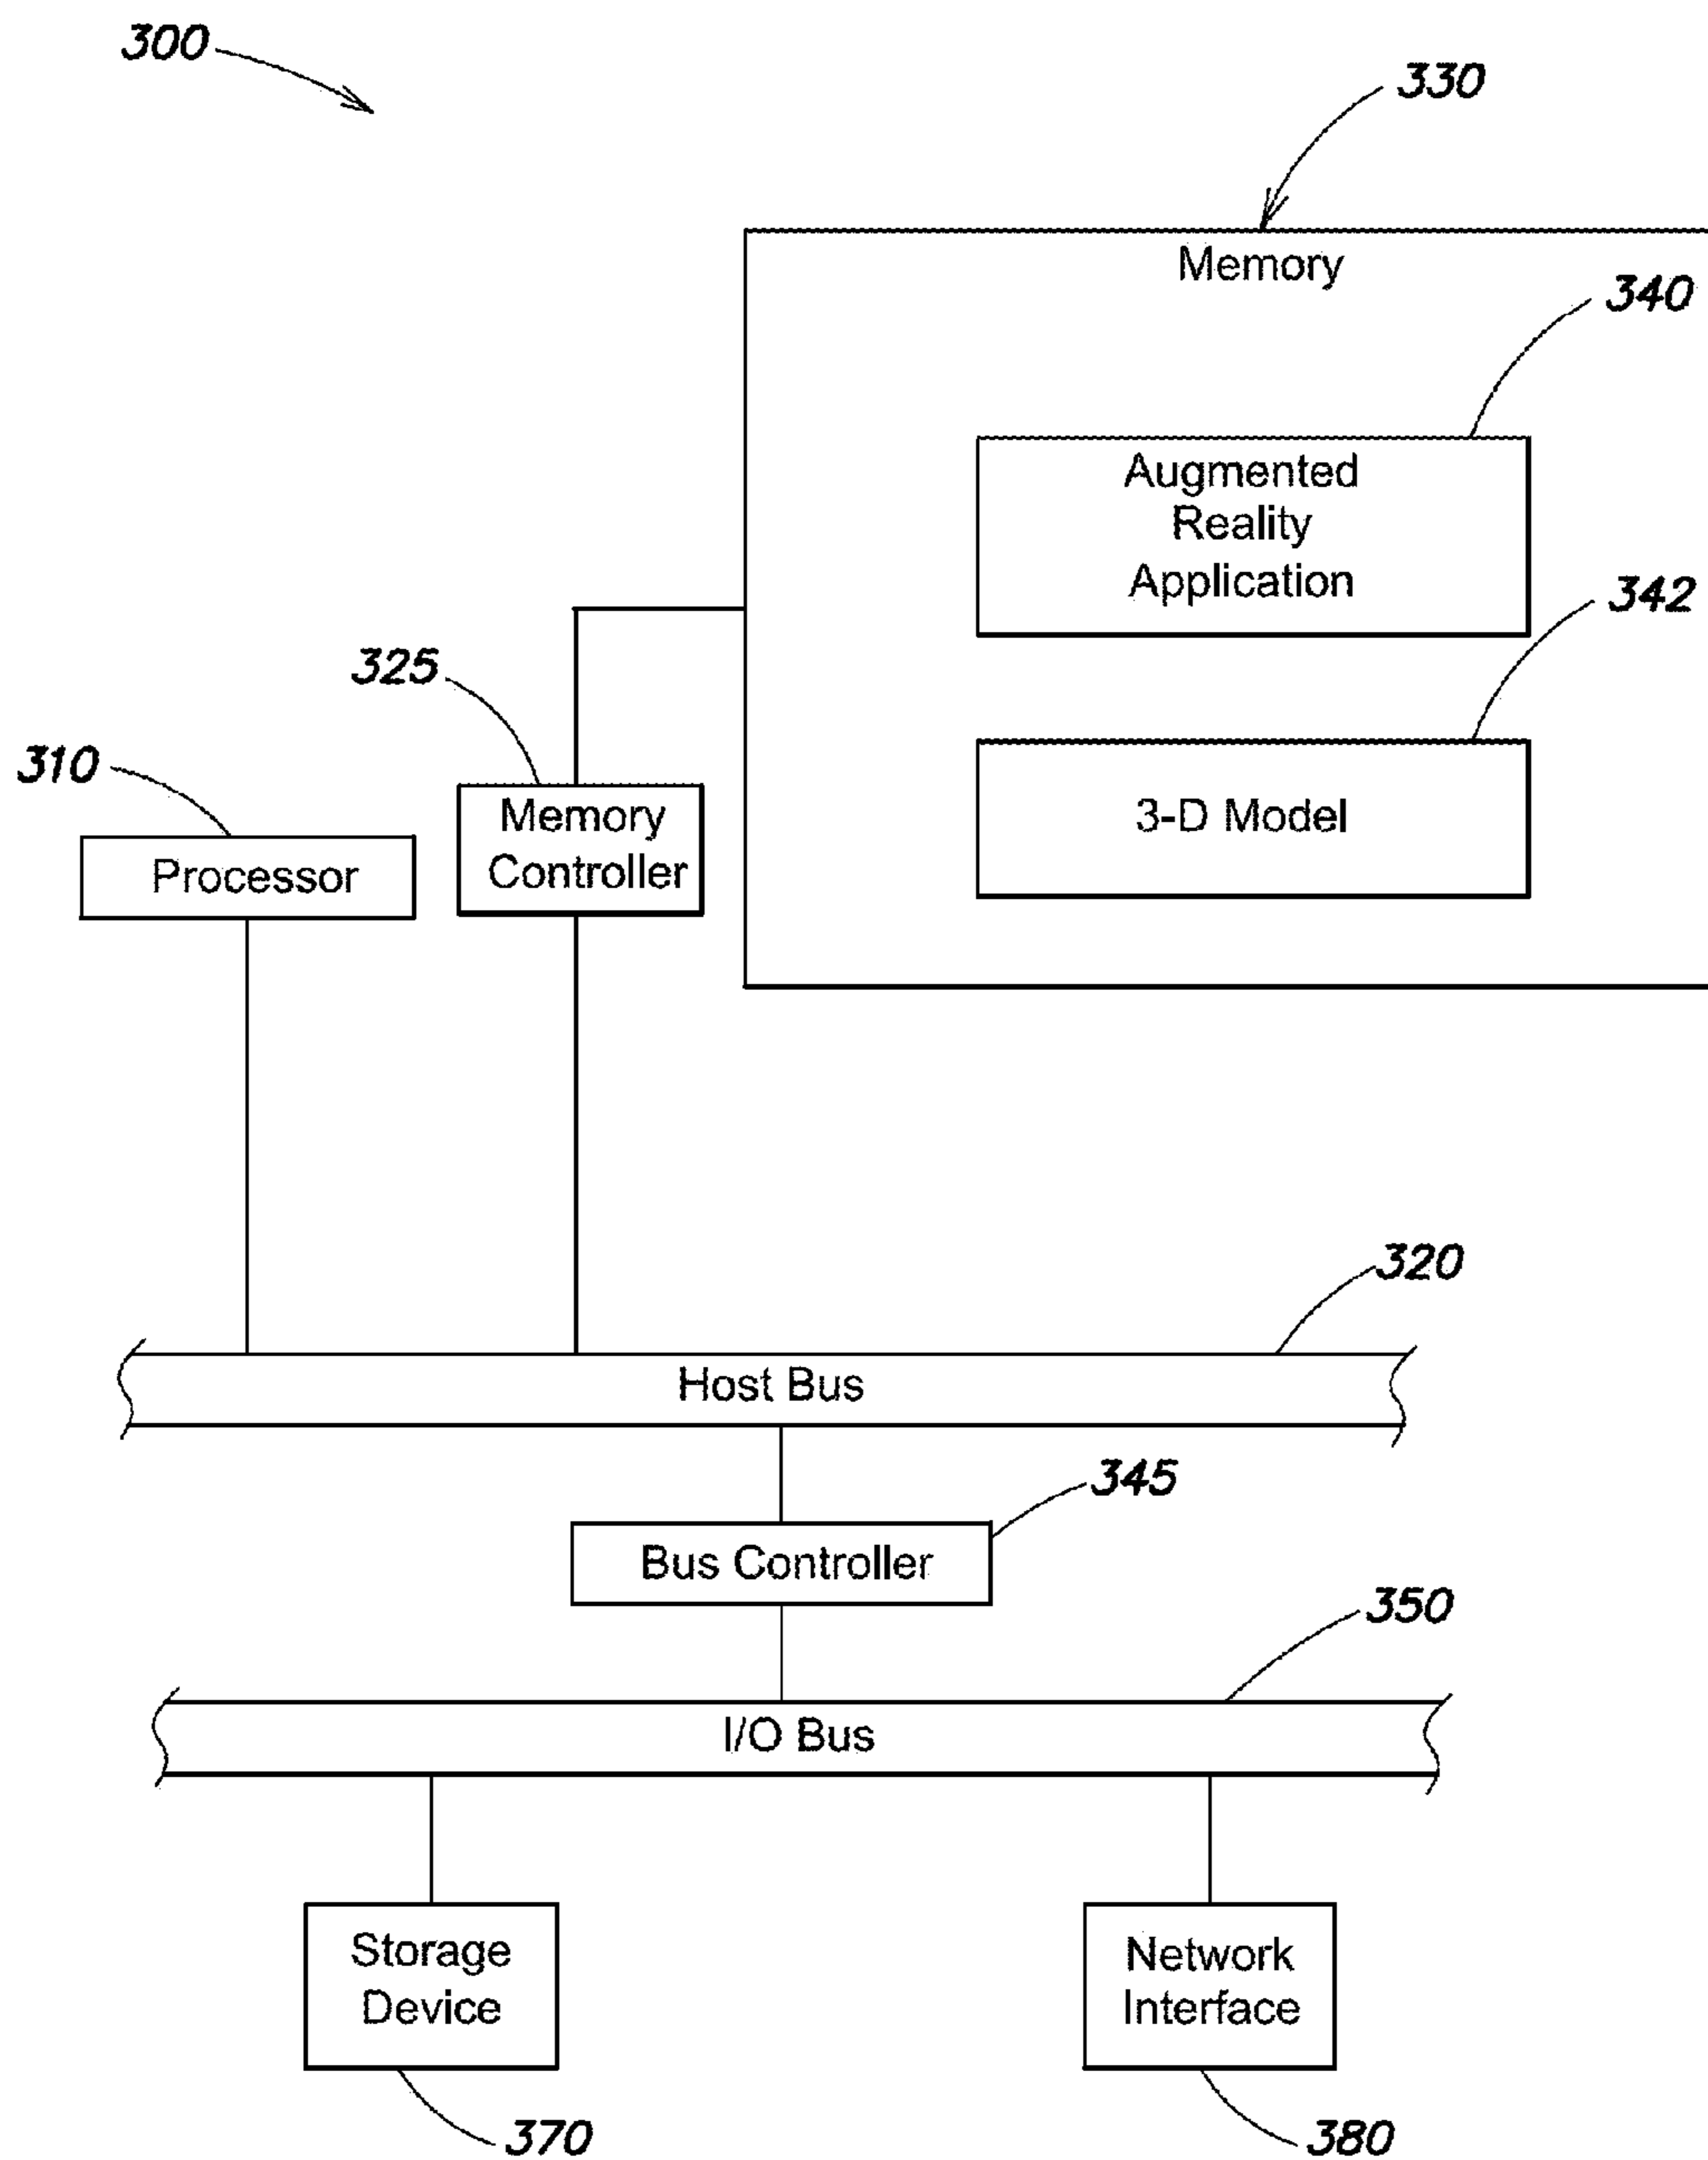 300
330
Memory
340
Augmented
Reality
Application
342
325
310
Memory
Controller
3-D Model
Processor
320
Host Bus
345
Bus Controller
350
I/O Bus
Storage
Device
Network
Interface
370
380